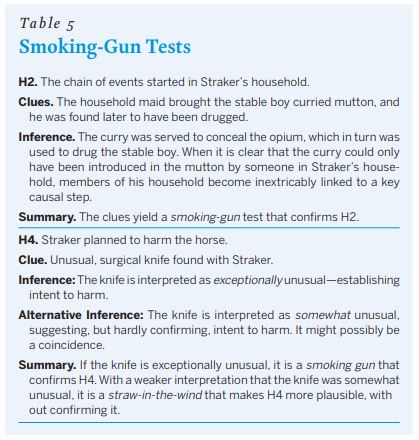 Table 5
Smoking-Gun Tests
H2. The chain of events started in Straker's household.
Clues. The household maid brought the stable boy curried mutton, and
he was found later to have been drugged.
Inference. The curry was served to conceal the opium, which in turn was
used to drug the stable boy. When it is clear that the curry could only
have been introduced in the mutton by someone in Straker's house-
hold, members of his household become inextricably linked to a key
causal step.
Summary. The clues yield a smoking-gun test that confirms H2.
H4. Straker planned to harm the horse.
Clue. Unusual, surgical knife found with Straker.
Inference: The knife is interpreted as exceptionally unusual—establishing
intent to harm.
Alternative Inference: The knife is interpreted as somewhat unusual,
suggesting, but hardly confirming, intent to harm. It might possibly be
a coincidence.
Summary. If the knife is exceptionally unusual, it is a smoking gun that
confirms H4. With a weaker interpretation that the knife was somewhat
unusual, it is a straw-in-the-wind that makes H4 more plausible, with
out confirming it.